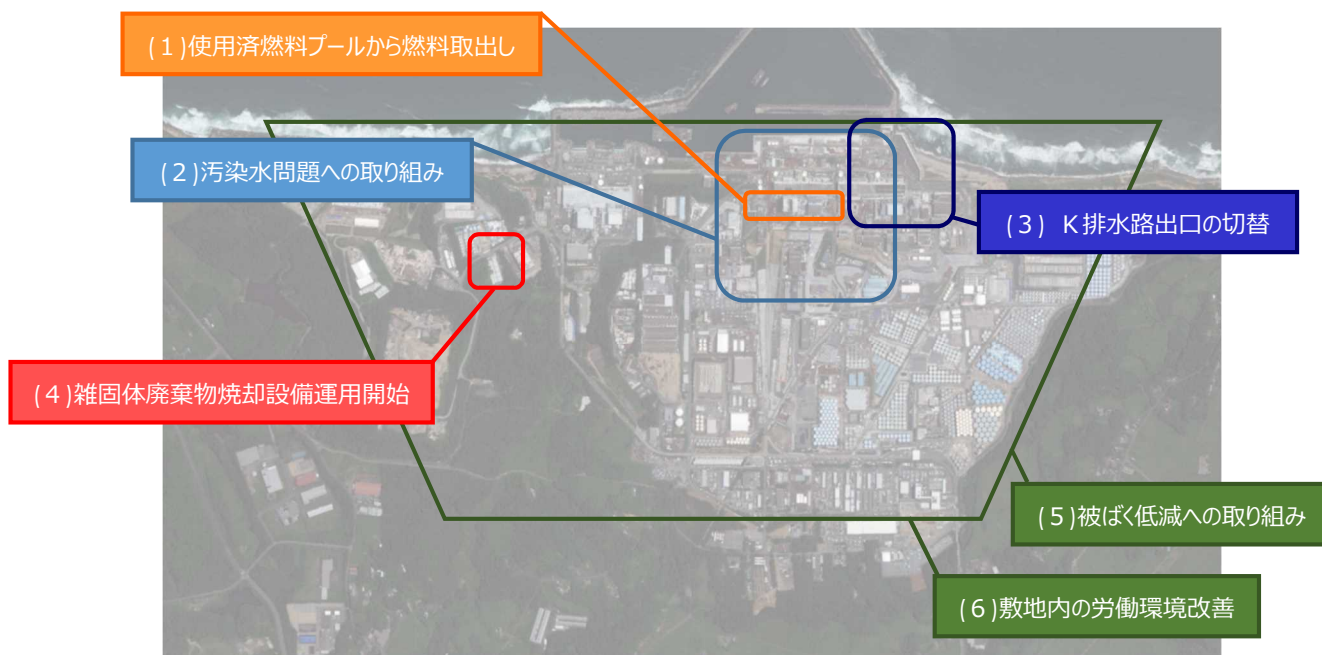 (1)使用済燃料プールから燃料取出し
(2)汚染水問題への取り組み
(3) K排水路出口の切替
(4)雑固体廃棄物焼却設備運用開始
(5)被ばく低減への取り組み
(6)敷地内の労働環境改善